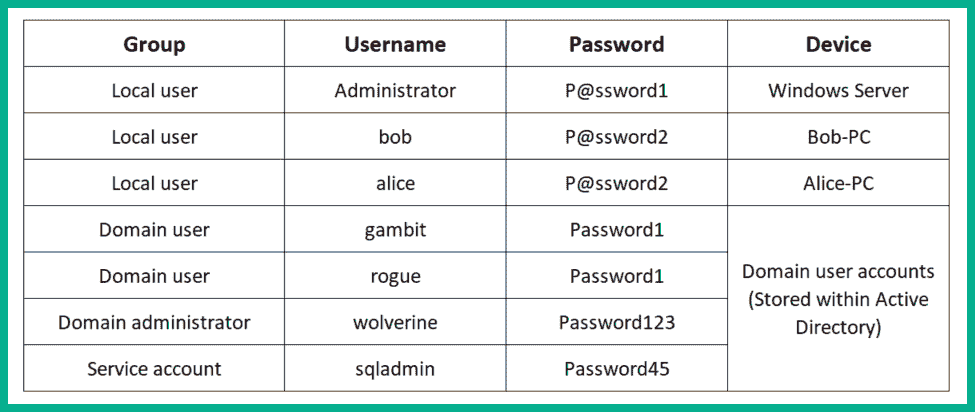 Group Username Password Device
Local user Administrator P@ssword1 Windows Server
Local user bob P@ssword2 Bob-PC
Local user alice P@ssword2 Alice-PC
Domain user gambit Password1
Domain user rogue Password1
Domain user accounts
(Stored within Active
Directory)
Domain administrator wolverine Password123
Service account sqladmin Password45